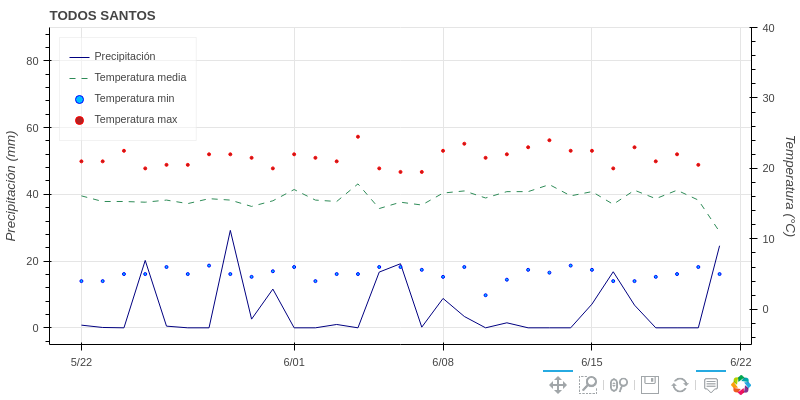 TODOS SANTOS
Precipitación
Temperatura media
Temperatura min
Temperatura max
Precipitación (mm)
80
60
40
20
0
Temperatura (°C)
40
30
20
10
0
5/22
6/01
6/08
6/15
6/22